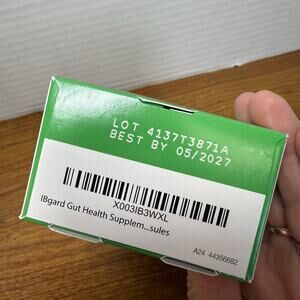 LOT 4137T3871A
BEST BY 05/2027
X003IB3WXL
IBgard Gut Health Supplem...sules
A24 44356682